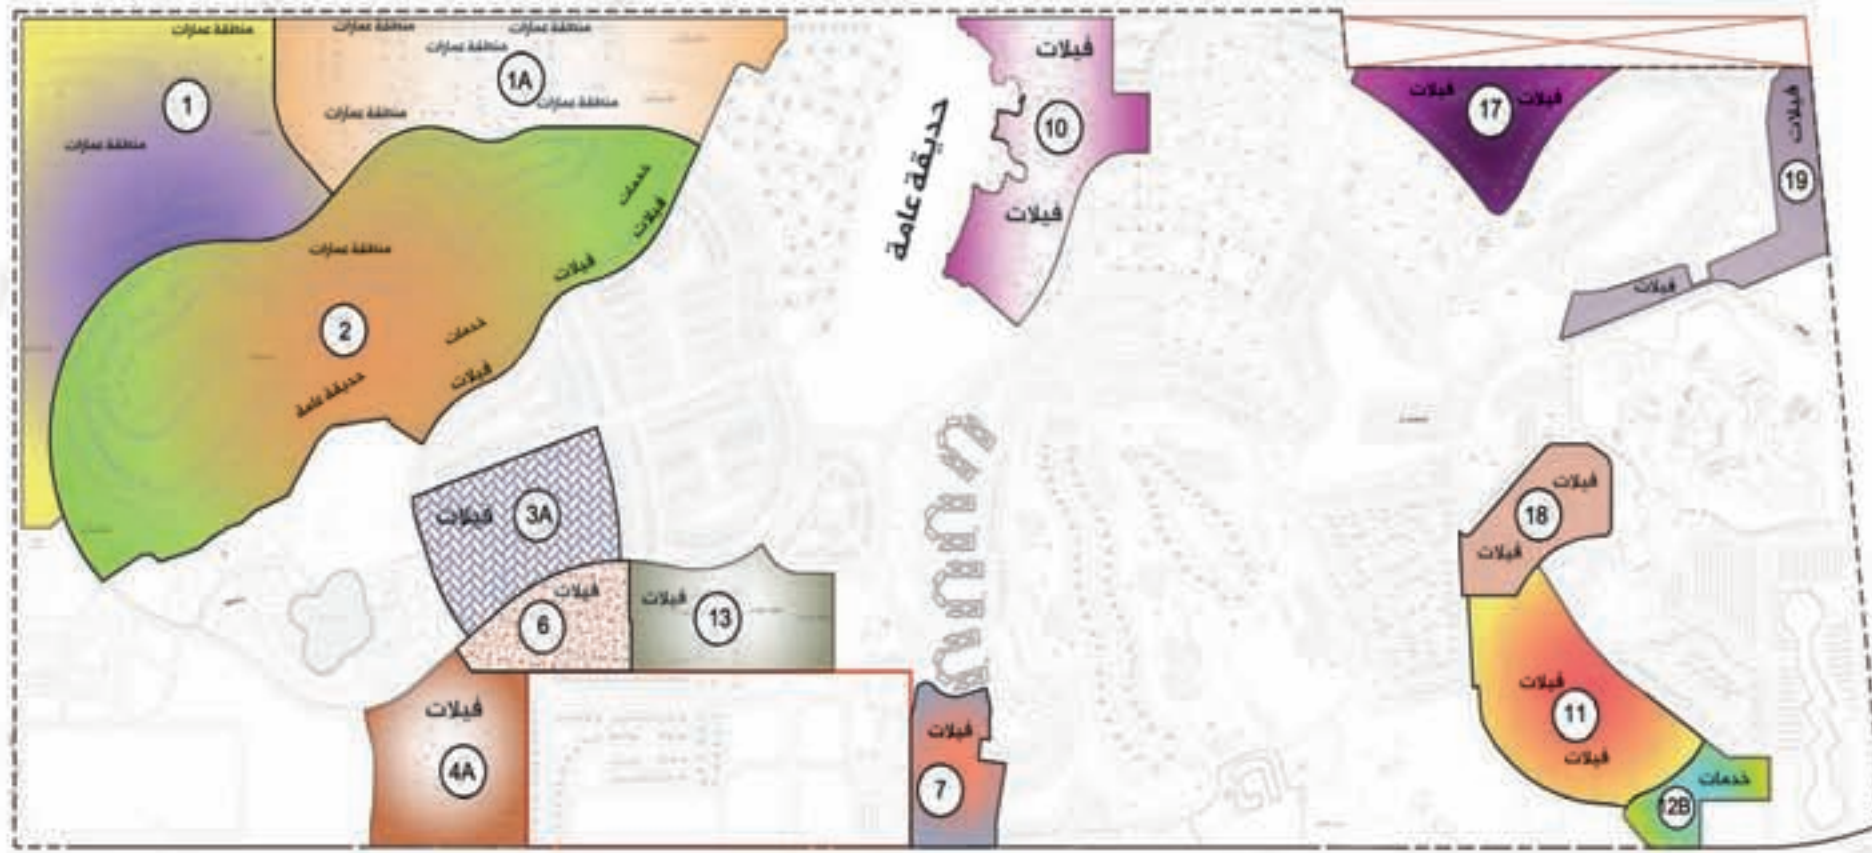 منطقة عمارات
منطقة عمارات
منطقة عمارات
منطقة عمارات
1
1A
منطقة عمارات
منطقة عمارات
منطقة عمارات
خدمات
فيلات
منطقة عمارات
فيلات
2
خدمات
فيلات
حديقة عامة
حديقة عامة
فيلات
10
فيلات
فيلات
17
فيلات
فيلات
19
فيلات
فيلات
3A
فيلات
6
فيلات
13
فيلات
4A
فيلات
7
فيلات
18
فيلات
فيلات
11
فيلات
خدمات
12B